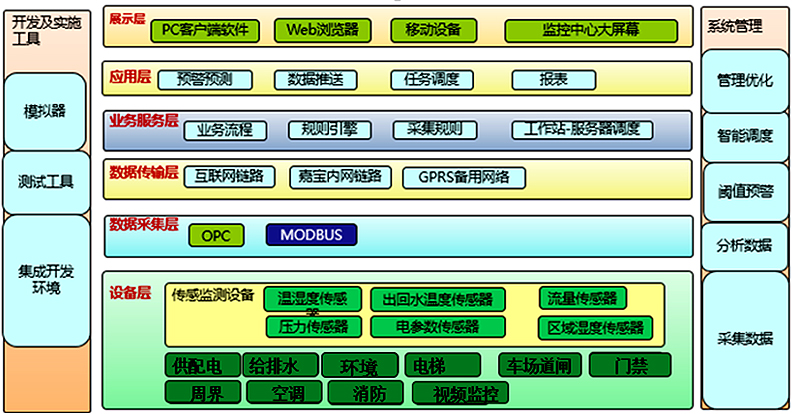 开发及实施
工具
模拟器
测试工具
集成开发
环境
展示层
PC客户端软件
Web浏览器
移动设备
监控中心大屏幕
应用层
预警预测
数据推送
任务调度
报表
业务服务层
业务流程
规则引擎
采集规则
工作站-服务器调度
数据传输层
互联网链路
嘉宝内网链路
GPRS备用网络
数据采集层
OPC
MODBUS
设备层
传感监测设备
温湿度传感
器
出回水温度传感器
流量传感器
压力传感器
电参数传感器
区域湿度传感器
供配电
给排水
环境
电梯
车场道闸
门禁
周界
空调
消防
视频监控
系统管理
管理优化
智能调度
阈值预警
分析数据
采集数据